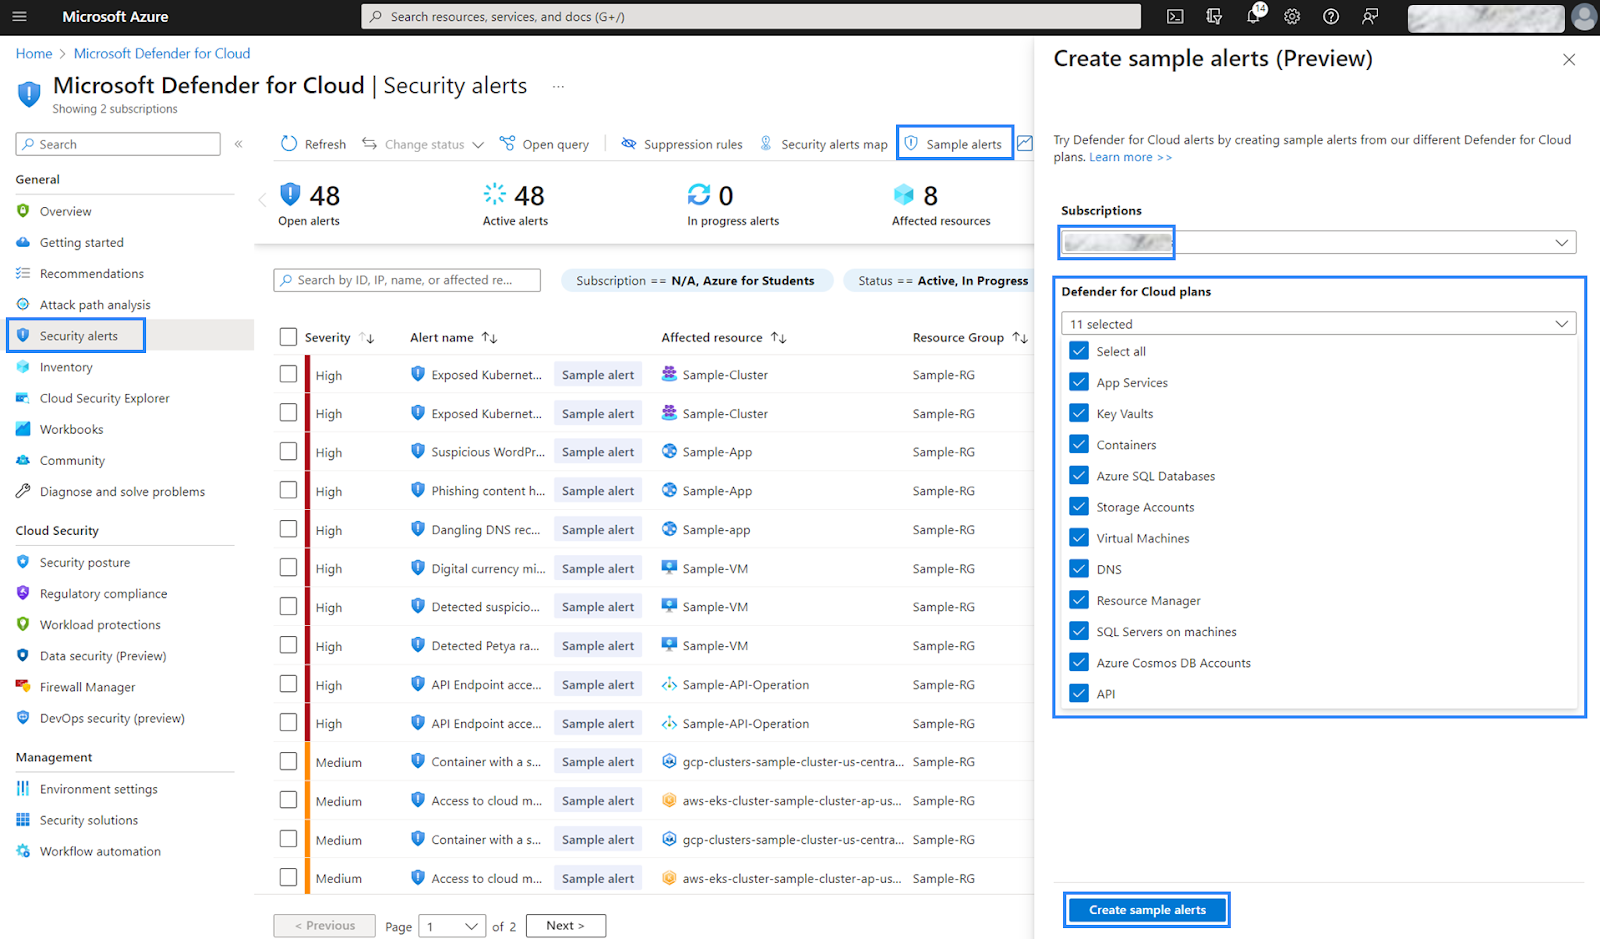 Microsoft Azure
Search resources, services, and docs (G+/)
14
Home > Microsoft Defender for Cloud
Microsoft Defender for Cloud | Security alerts ...
Showing 2 subscriptions
Search
«
General
Overview
Getting started
Recommendations
Attack path analysis
Security alerts
Inventory
Cloud Security Explorer
Workbooks
Community
Diagnose and solve problems
Cloud Security
Security posture
Regulatory compliance
Workload protections
Data security (Preview)
Firewall Manager
DevOps security (preview)
Management
Environment settings
Security solutions
Workflow automation
Refresh Change status Open query Suppression rules Security alerts map Sample alerts
48 48 0 8
Open alerts Active alerts In progress alerts Affected resources
Search by ID, IP, name, or affected re... Subscription == N/A, Azure for Students Status == Active, In Progress
Severity ↑↓ Alert name ↑↓ Affected resource ↑↓ Resource Group ↑↓
High Exposed Kubernet... Sample alert Sample-Cluster Sample-RG
High Exposed Kubernet... Sample alert Sample-Cluster Sample-RG
High Suspicious WordPr... Sample alert Sample-App Sample-RG
High Phishing content h... Sample alert Sample-App Sample-RG
High Dangling DNS rec... Sample alert Sample-app Sample-RG
High Digital currency mi... Sample alert Sample-VM Sample-RG
High Detected suspicio... Sample alert Sample-VM Sample-RG
High Detected Petya ra... Sample alert Sample-VM Sample-RG
High API Endpoint acce... Sample alert Sample-API-Operation Sample-RG
High API Endpoint acce... Sample alert Sample-API-Operation Sample-RG
Medium Container with a s... Sample alert gcp-clusters-sample-cluster-us-centra... Sample-RG
Medium Access to cloud m... Sample alert aws-eks-cluster-sample-cluster-ap-us... Sample-RG
Medium Container with a s... Sample alert gcp-clusters-sample-cluster-us-centra... Sample-RG
Medium Access to cloud m... Sample alert aws-eks-cluster-sample-cluster-ap-us... Sample-RG
< Previous Page 1 of 2 Next >
Create sample alerts (Preview)
Try Defender for Cloud alerts by creating sample alerts from our different Defender for Cloud
plans. Learn more >>
Subscriptions
Defender for Cloud plans
11 selected
Select all
App Services
Key Vaults
Containers
Azure SQL Databases
Storage Accounts
Virtual Machines
DNS
Resource Manager
SQL Servers on machines
Azure Cosmos DB Accounts
API
Create sample alerts